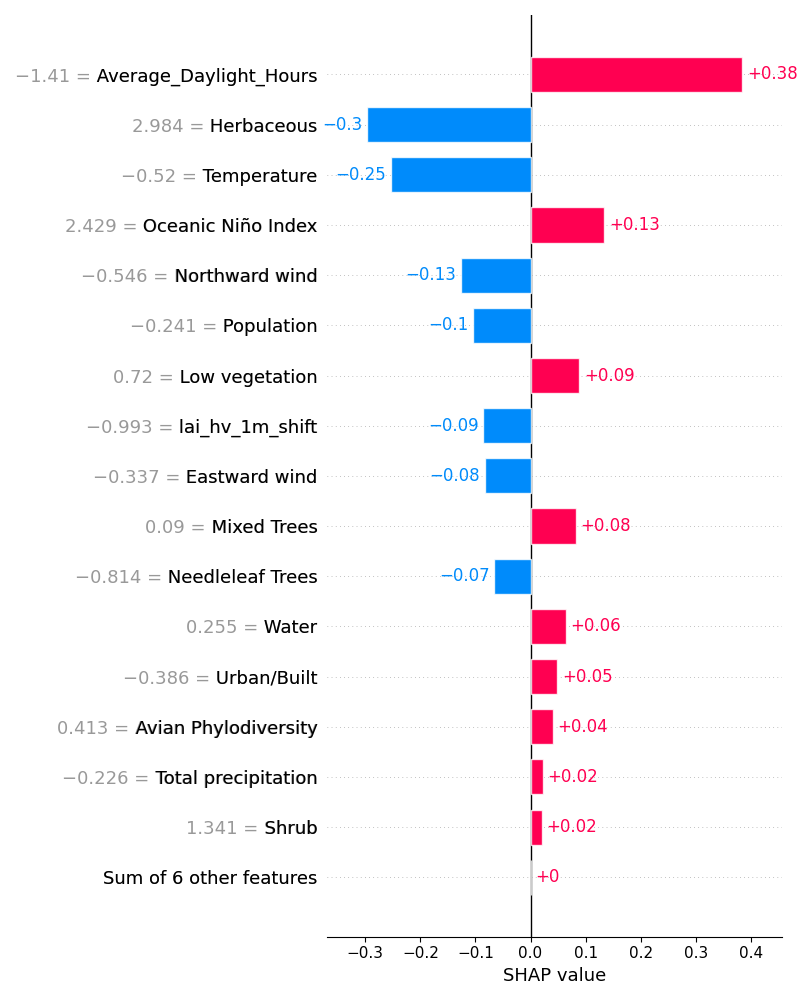 −1.41 = Average_Daylight_Hours +0.38
2.984 = Herbaceous −0.3
−0.52 = Temperature −0.25
2.429 = Oceanic Niño Index +0.13
−0.546 = Northward wind −0.13
−0.241 = Population −0.1
0.72 = Low vegetation +0.09
−0.993 = lai_hv_1m_shift −0.09
−0.337 = Eastward wind −0.08
0.09 = Mixed Trees +0.08
−0.814 = Needleleaf Trees −0.07
0.255 = Water +0.06
−0.386 = Urban/Built +0.05
0.413 = Avian Phylodiversity +0.04
−0.226 = Total precipitation +0.02
1.341 = Shrub +0.02
Sum of 6 other features +0
−0.3 −0.2 −0.1 0.0 0.1 0.2 0.3 0.4
SHAP value